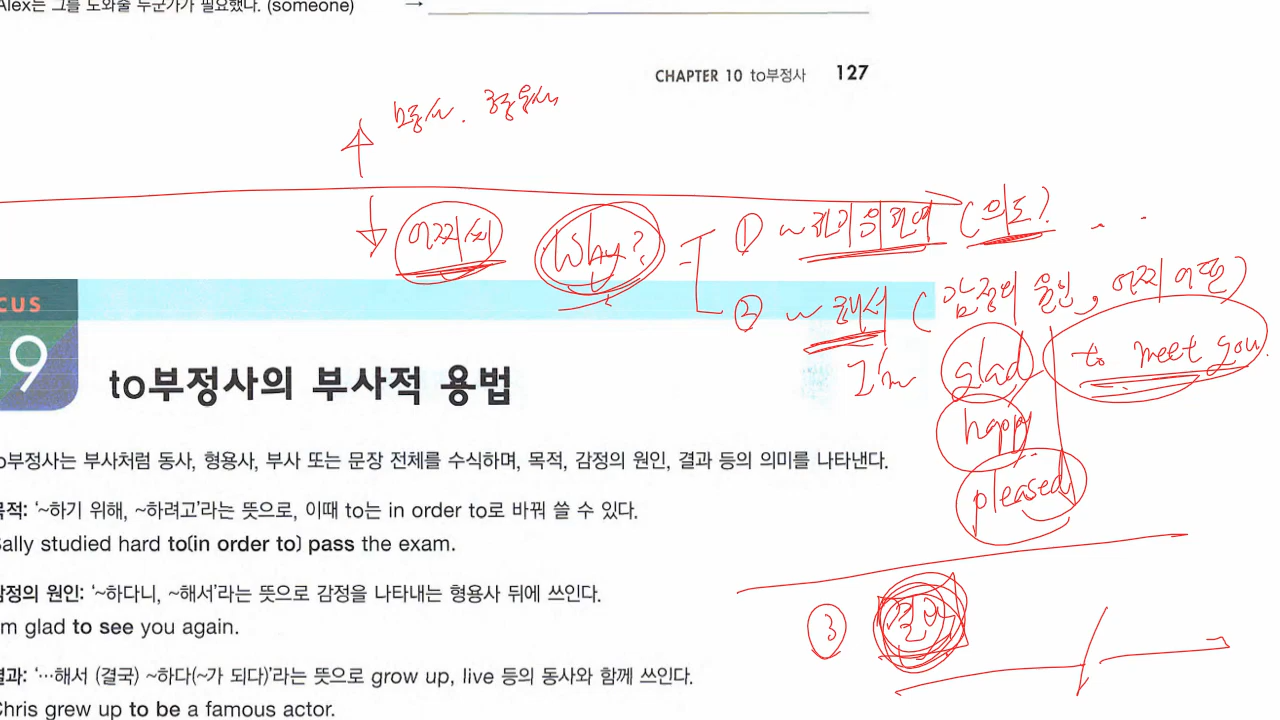 Alex는 그를 도와줄 누군가가 필요했다. (someone) →
CHAPTER 10 to부정사 127
어찌씨 Why? = ① ~하기 위하여 (의도?
② ~해서 (감정의 원인,
I'm glad to meet you
happy
pleased
CUS
9 to부정사의 부사적 용법
to부정사는 부사처럼 동사, 형용사, 부사 또는 문장 전체를 수식하며, 목적, 감정의 원인, 결과 등의 의미를 나타낸다.
목적: ‘~하기 위해, ~하려고’라는 뜻으로, 이때 to는 in order to로 바꿔 쓸 수 있다.
Sally studied hard to(in order to) pass the exam.
감정의 원인: ‘~하다니, ~해서’라는 뜻으로 감정을 나타내는 형용사 뒤에 쓰인다.
I'm glad to see you again.
③ 결과
결과: ‘…해서 (결국) ~하다(~가 되다)’라는 뜻으로 grow up, live 등의 동사와 함께 쓰인다.
Chris grew up to be a famous actor.